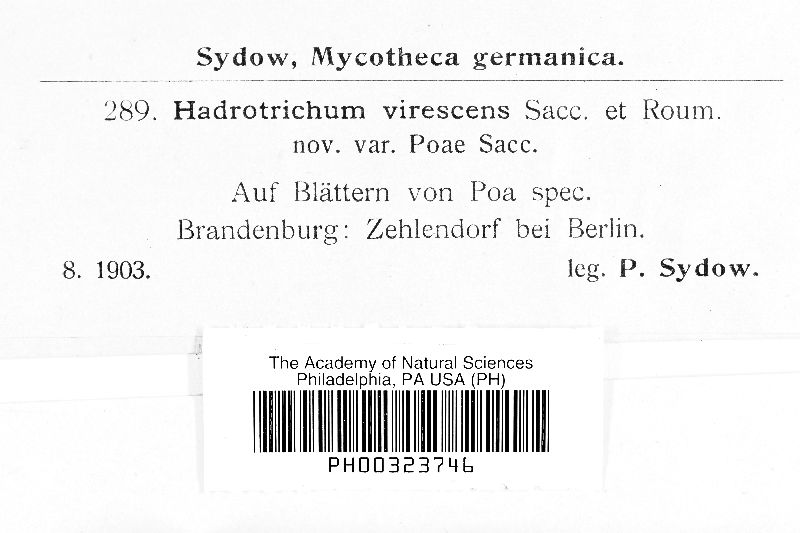 Sydow, Mycotheca germanica.
289. Hadrotrichum virescens Sacc. et Roum.
nov. var. Poae Sacc.
Auf Blättern von Poa spec.
Brandenburg: Zehlendorf bei Berlin.
8. 1903. leg. P. Sydow.
The Academy of Natural Sciences
Philadelphia, PA USA (PH)
PH00323746